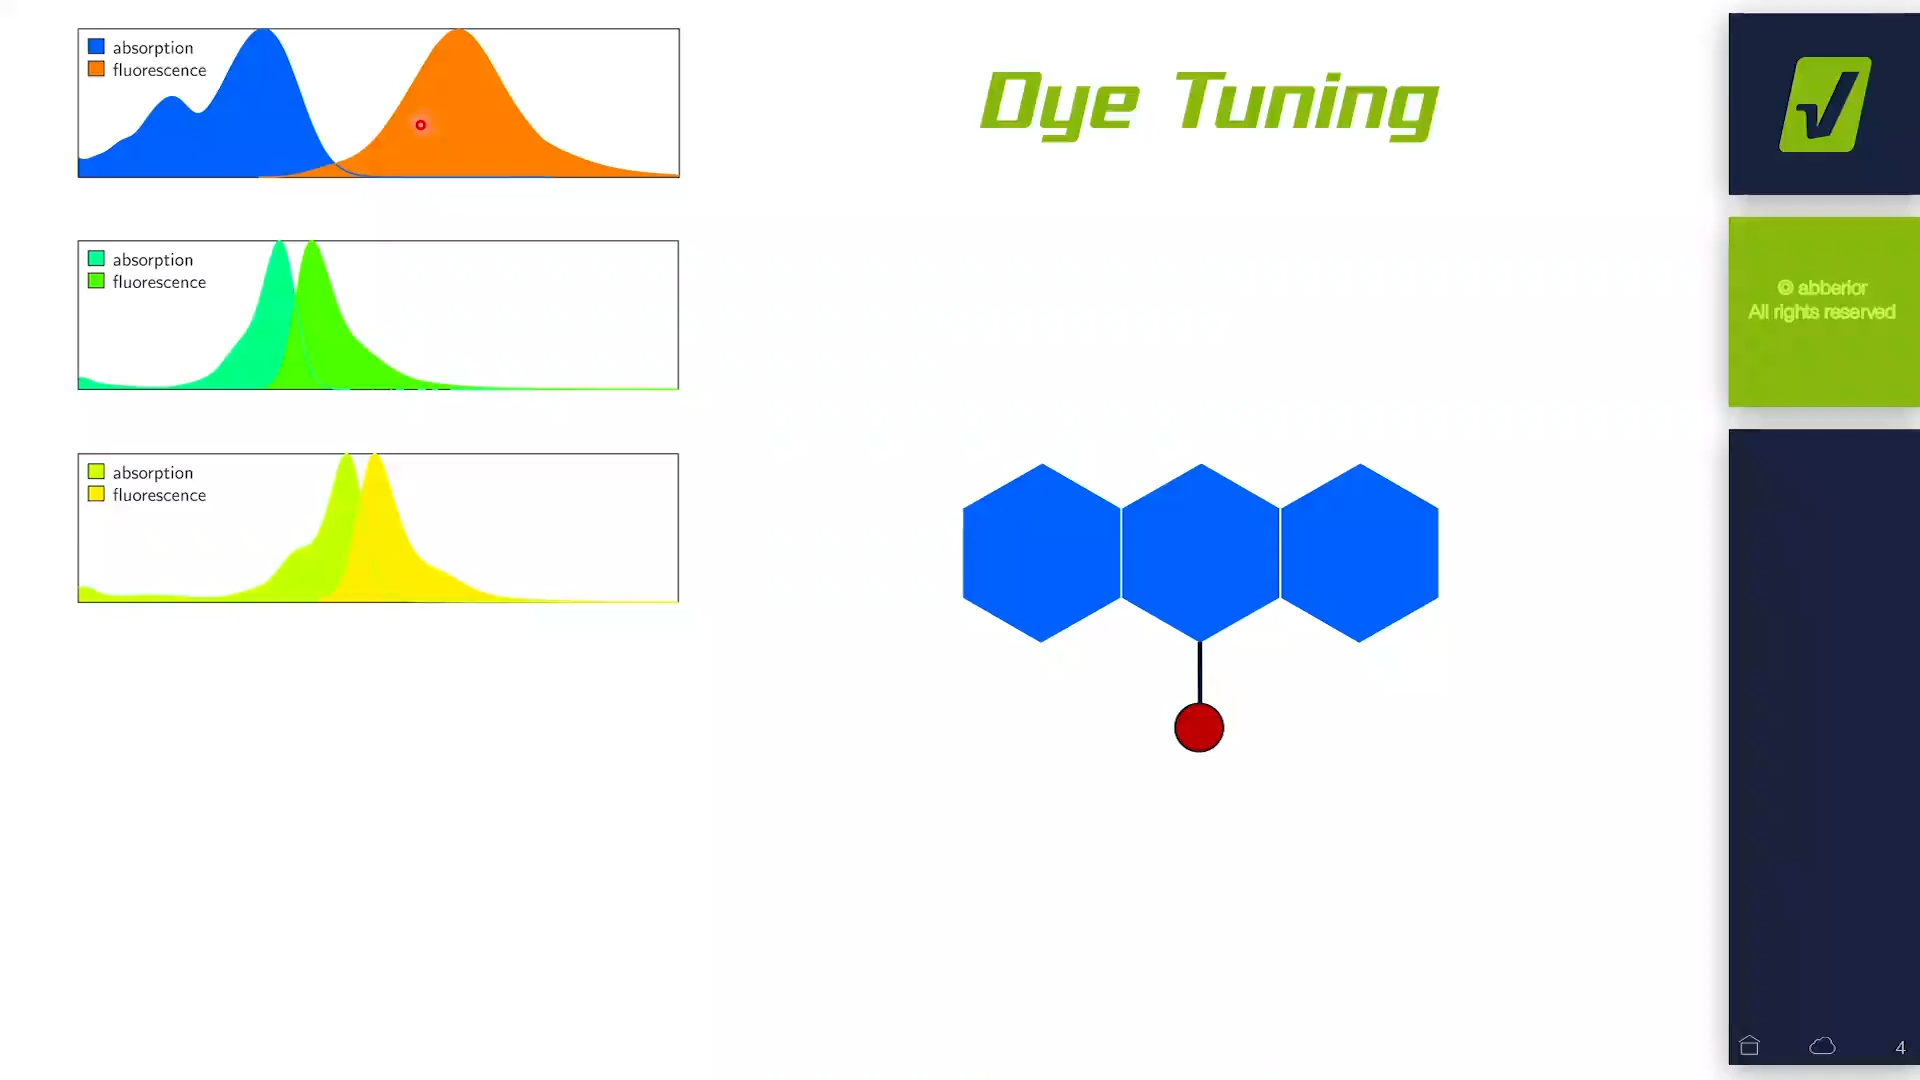 absorption
fluorescence
Dye Tuning
absorption
fluorescence
© abberior
All rights reserved
absorption
fluorescence
4